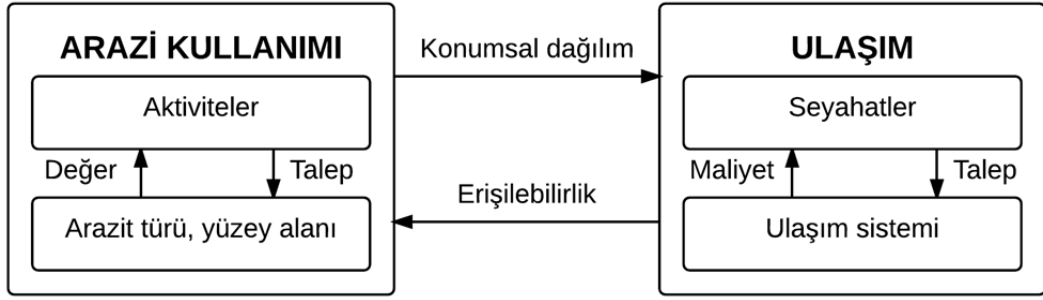 ARAZİ KULLANIMI
Aktiviteler
Değer
Talep
Arazit türü, yüzey alanı
Konumsal dağılım
Erişilebilirlik
ULAŞIM
Seyahatler
Maliyet
Talep
Ulaşım sistemi